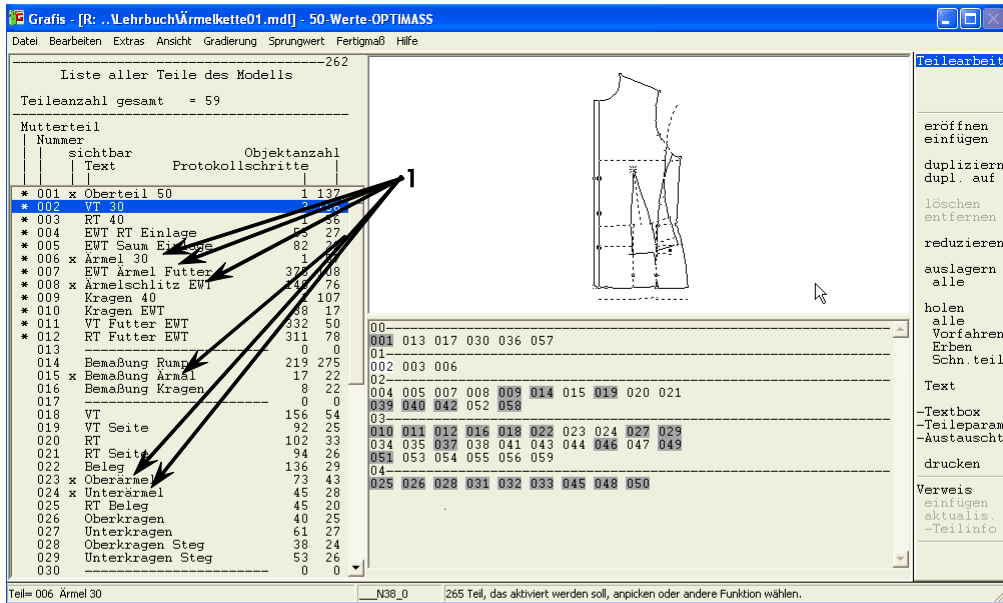 Grafis - [R: ...\Lehrbuch\Ärmelkette01.mdl] - 50-Werte-OPTIMASS
Datei Bearbeiten Extras Ansicht Gradierung Sprungwert Fertigmaß Hilfe
-262
Liste aller Teile des Modells
Teileanzahl gesamt = 59
Mutterteil
| Nummer
| | sichtbar Objektanzahl
| | | Text Protokollschritte |
* 001 x Oberteil 50 1 137
* 002 VT 30
* 003 RT 40 1 56
* 004 EWT RT Einlage 27
* 005 EWT Saum Einlage 82
* 006 x Ärmel 30 1
* 007 EWT Ärmel Futter 108
* 008 x Ärmelschlitz EWT 76
* 009 Kragen 40 107
* 010 Kragen EWT 17
* 011 VT Futter EWT 332 50
* 012 RT Futter EWT 311 78
013 ------------------------ 0 0
014 Bemaßung Rumpf 219 275
015 x Bemaßung Ärmal 17 22
016 Bemaßung Kragen 8 22
017 ------------------------ 0 0
018 VT 156 54
019 VT Seite 92 25
020 RT 102 33
021 RT Seite 94 26
022 Beleg 136 29
023 x Oberärmel 73 43
024 x Unterärmel 45 28
025 RT Beleg 45 20
026 Oberkragen 40 25
027 Unterkragen 61 27
028 Oberkragen Steg 38 24
029 Unterkragen Steg 53 26
030 ------------------------ 0 0
1
00
001 013 017 030 036 057
01
002 003 006
02
004 005 007 008 009 014 015 019 020 021
039 040 042 052 058
03
010 011 012 016 018 022 023 024 027 029
034 035 037 038 041 043 044 046 047 049
051 053 054 055 056 059
04
025 026 028 031 032 033 045 048 050
Teilearbeit
eröffnen
einfügen
dupliziern
dupl. auf
löschen
entfernen
reduzieren
auslagern
alle
holen
alle
Vorfahren
Erben
Schn.teil
Text
-Textbox
-Teileparam
-Austauscht
drucken
Verweis
einfügen
aktualis.
-Teilinfo
Teil= 006 Ärmel 30
___N38_0
265 Teil, das aktiviert werden soll, anpicken oder andere Funktion wählen.